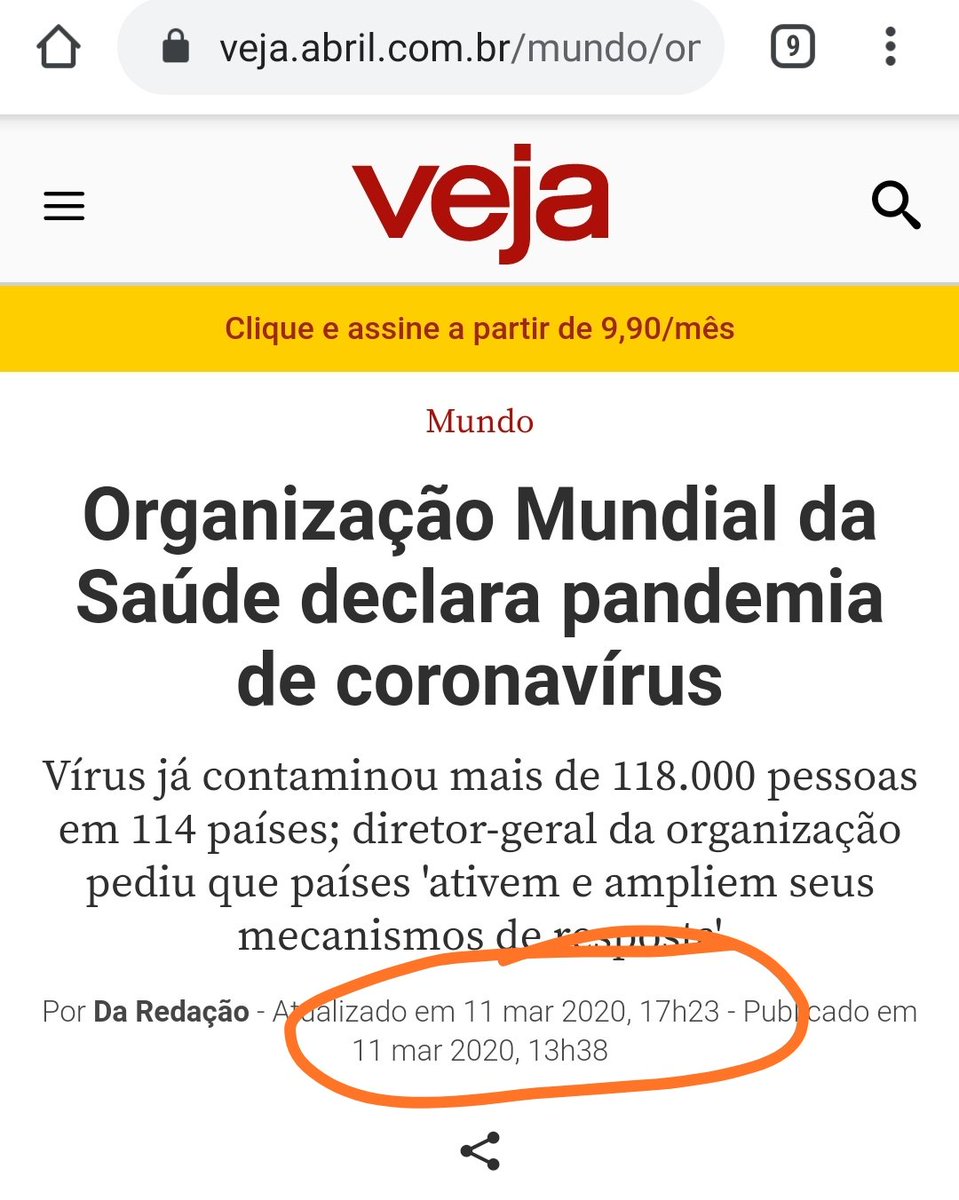 veja.abril.com.br/mundo/or
9
veja
Clique e assine a partir de 9,90/mês
Mundo
Organização Mundial da
Saúde declara pandemia
de coronavírus
Vírus já contaminou mais de 118.000 pessoas
em 114 países; diretor-geral da organização
pediu que países 'ativem e ampliem seus
mecanismos de resposta'
Por Da Redação - Atualizado em 11 mar 2020, 17h23 - Publicado em
11 mar 2020, 13h38